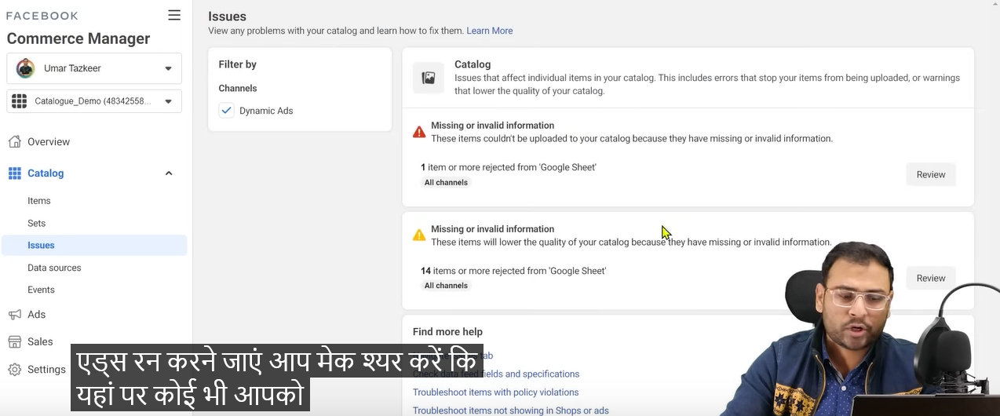 FACEBOOK
Commerce Manager
Umar Tazkeer
Catalogue_Demo (48342558...
Overview
Catalog
Items
Sets
Issues
Data sources
Events
Ads
Sales
Settings
Issues
View any problems with your catalog and learn how to fix them. Learn More
Filter by
Channels
Dynamic Ads
Catalog
Issues that affect individual items in your catalog. This includes errors that stop your items from being uploaded, or warnings
that lower the quality of your catalog.
Missing or invalid information
These items couldn't be uploaded to your catalog because they have missing or invalid information.
1 item or more rejected from 'Google Sheet'
All channels
Review
Missing or invalid information
These items will lower the quality of your catalog because they have missing or invalid information.
14 items or more rejected from 'Google Sheet'
All channels
Review
Find more help
tab
Check data feed fields and specifications
Troubleshoot items with policy violations
Troubleshoot items not showing in Shops or ads
एड्स रन करने जाएं आप मेक श्यर करें कि
यहां पर कोई भी आपको